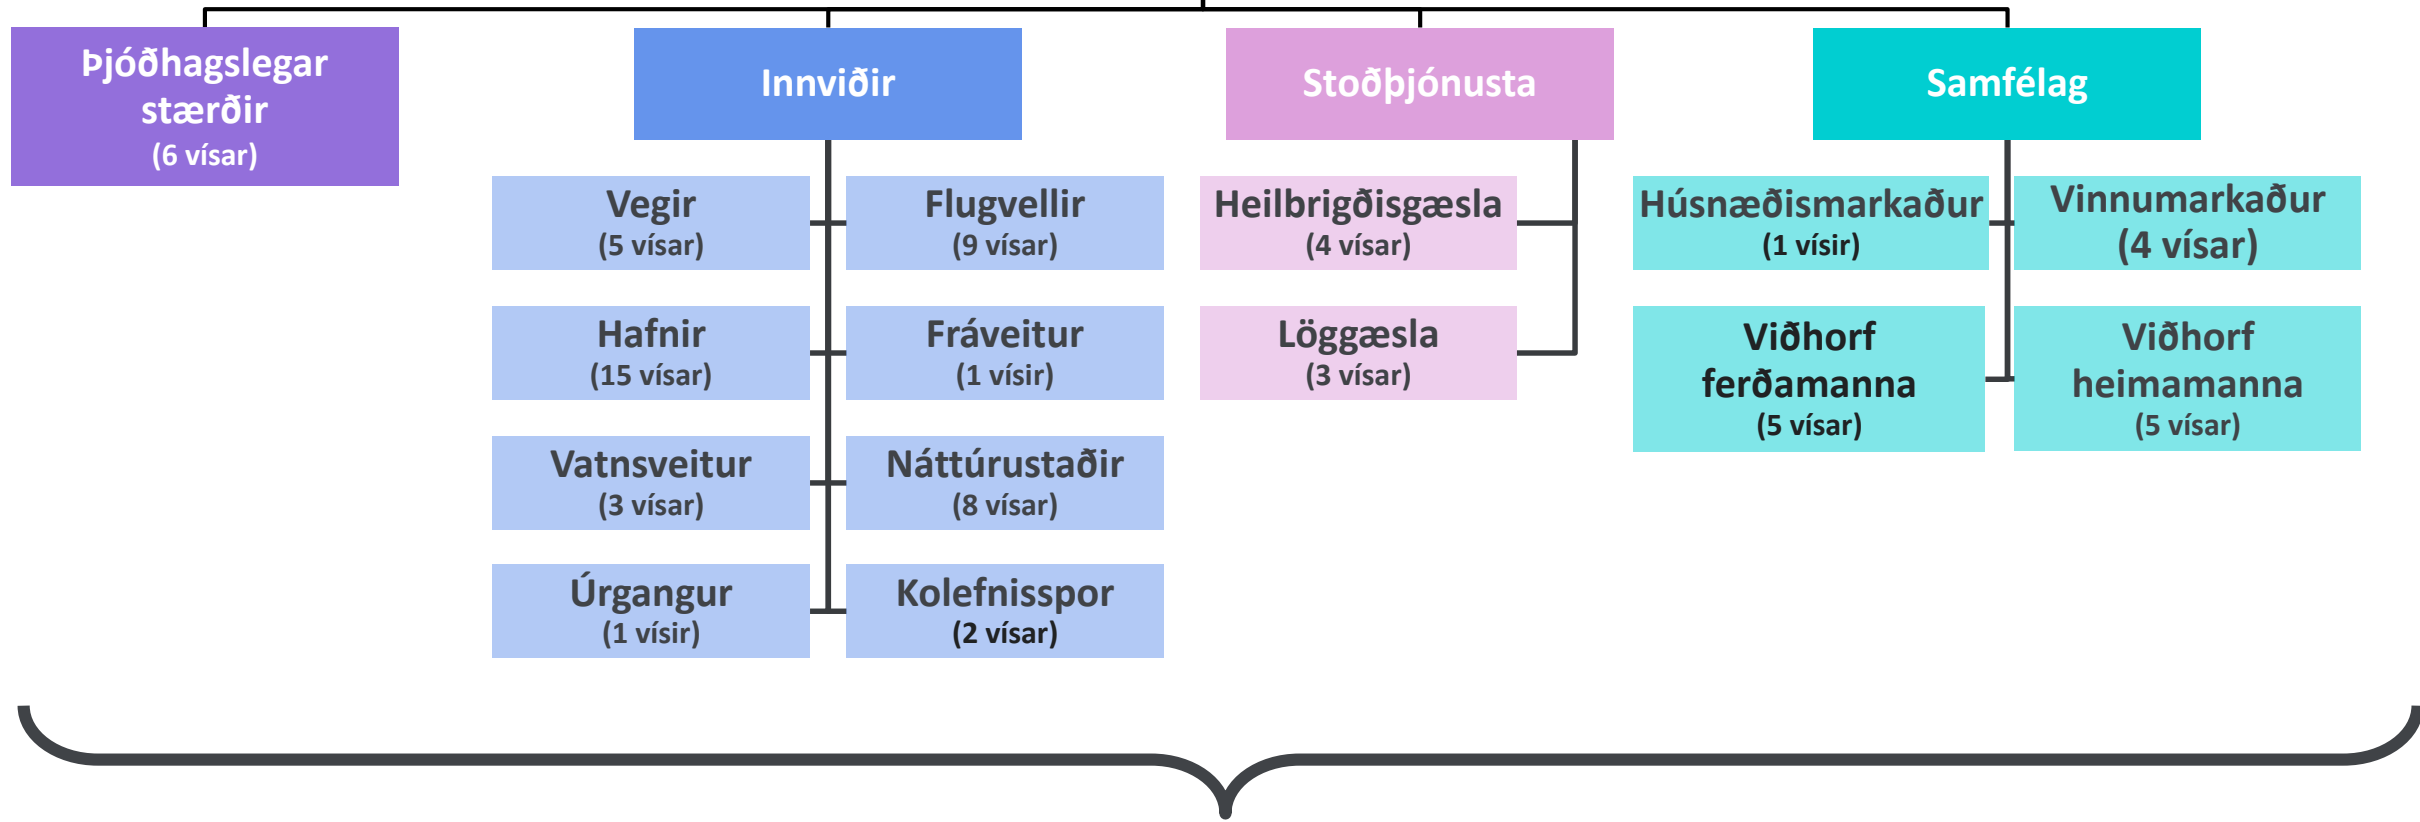 Þjóðhagslegar
stærðir
(6 vísar)
Innviðir
Stoðþjónusta
Samfélag
Vegir
(5 vísar)
Flugvellir
(9 vísar)
Hafnir
(15 vísar)
Fráveitur
(1 vísir)
Vatnsveitur
(3 vísar)
Náttúrustaðir
(8 vísar)
Úrgangur
(1 vísir)
Kolefnisspor
(2 vísar)
Heilbrigðisgæsla
(4 vísar)
Löggæsla
(3 vísar)
Húsnæðismarkaður
(1 vísir)
Vinnumarkaður
(4 vísar)
Viðhorf
ferðamanna
(5 vísar)
Viðhorf
heimamanna
(5 vísar)